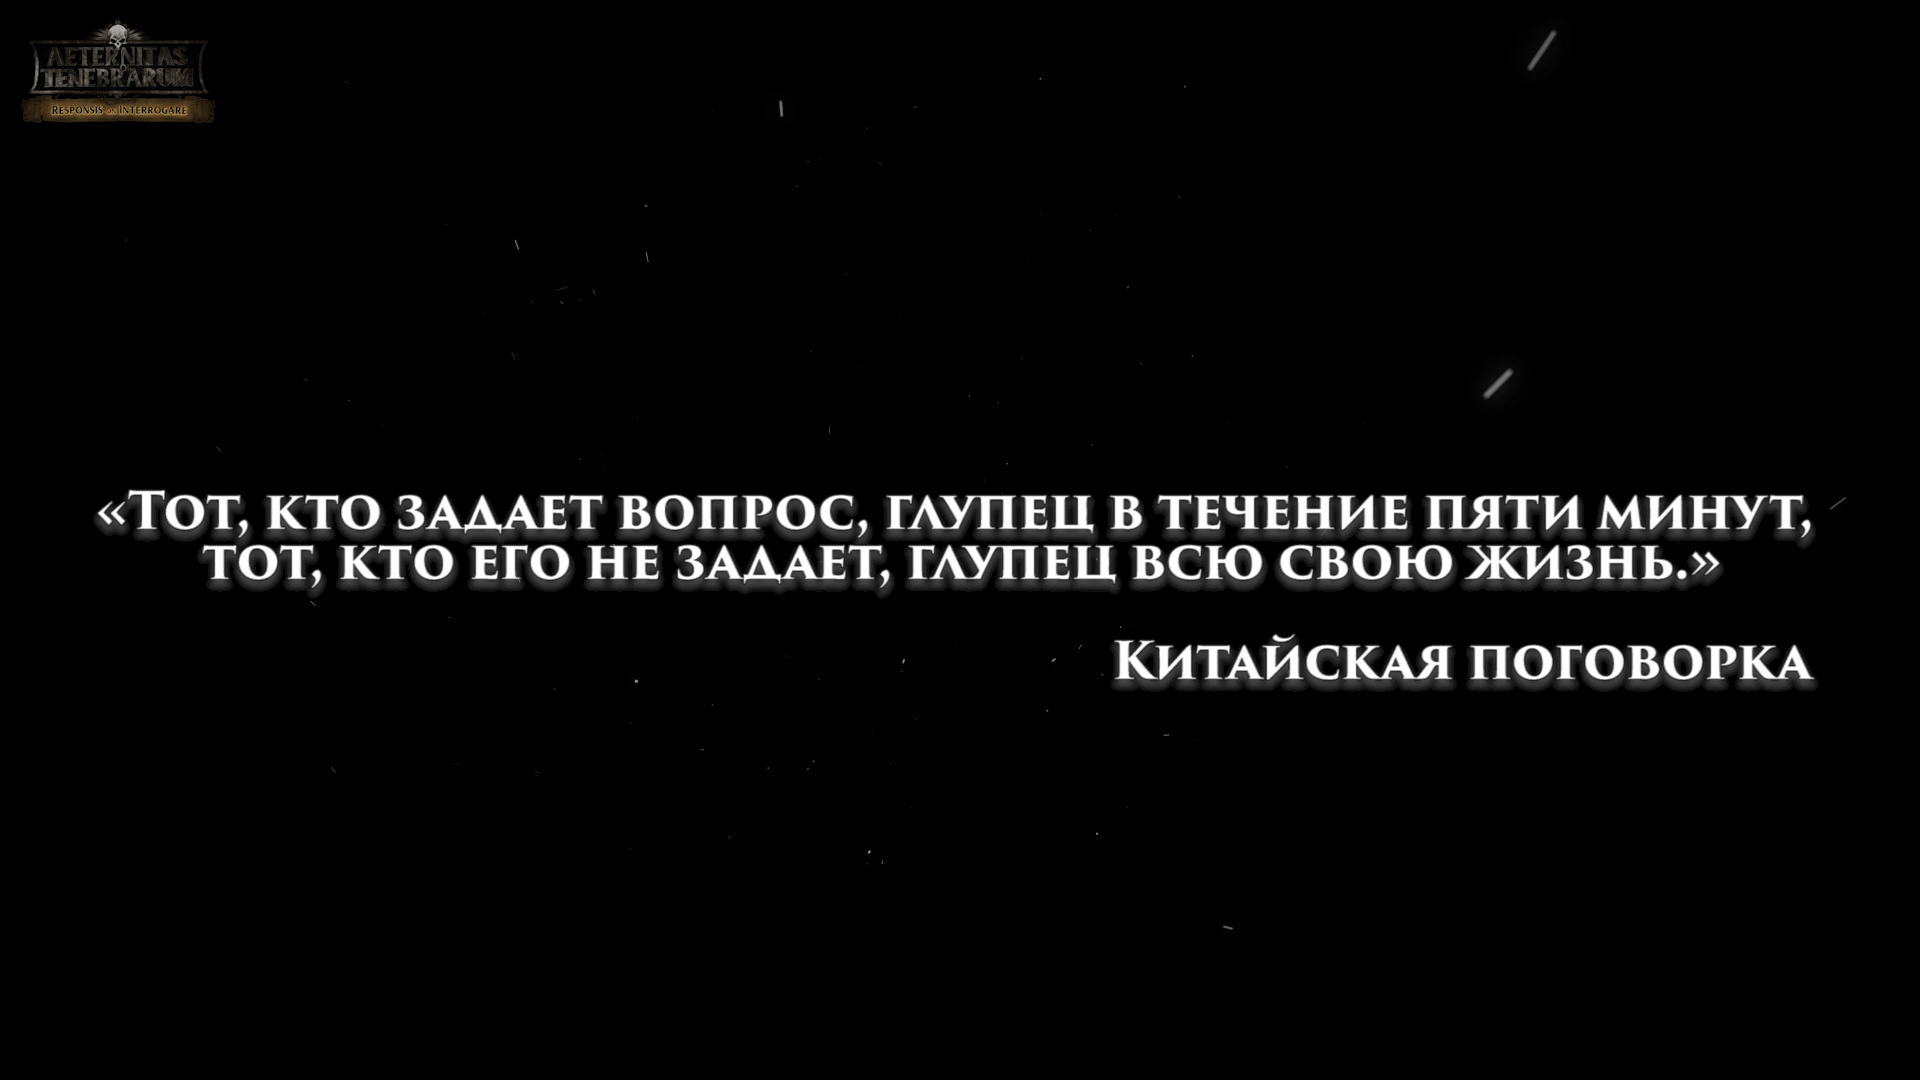 AETERNITAS
TENEBRARUM
RESPONSIS
INTERROGARE
«Тот, кто задает вопрос, глупец в течение пяти минут,
тот, кто его не задает, глупец всю свою жизнь.»
Китайская поговорка